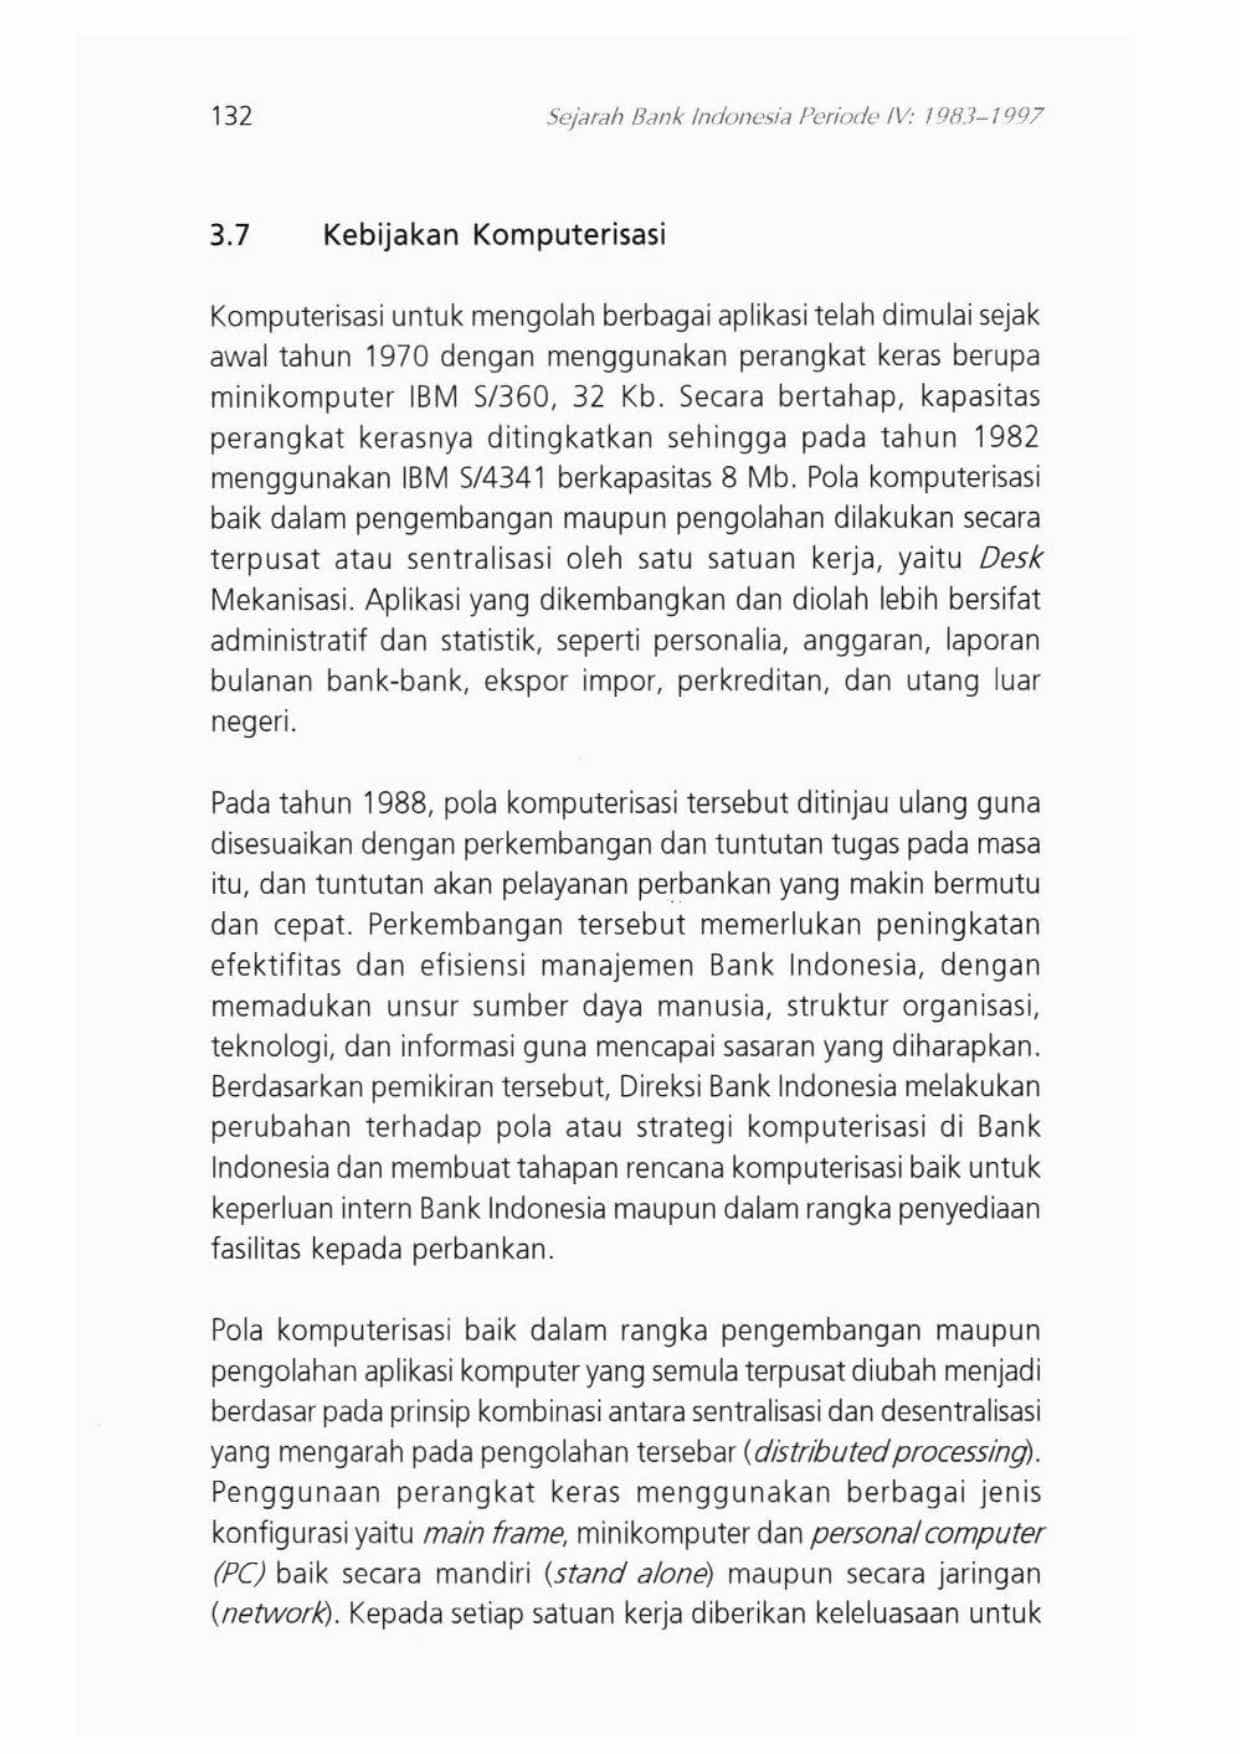 132
Sejarah Bank Indonesia Periode IV: 1983–1997
3.7 Kebijakan Komputerisasi
Komputerisasi untuk mengolah berbagai aplikasi telah dimulai sejak
awal tahun 1970 dengan menggunakan perangkat keras berupa
minikomputer IBM S/360, 32 Kb. Secara bertahap, kapasitas
perangkat kerasnya ditingkatkan sehingga pada tahun 1982
menggunakan IBM S/4341 berkapasitas 8 Mb. Pola komputerisasi
baik dalam pengembangan maupun pengolahan dilakukan secara
terpusat atau sentralisasi oleh satu satuan kerja, yaitu Desk
Mekanisasi. Aplikasi yang dikembangkan dan diolah lebih bersifat
administratif dan statistik, seperti personalia, anggaran, laporan
bulanan bank-bank, ekspor impor, perkreditan, dan utang luar
negeri.
Pada tahun 1988, pola komputerisasi tersebut ditinjau ulang guna
disesuaikan dengan perkembangan dan tuntutan tugas pada masa
itu, dan tuntutan akan pelayanan perbankan yang makin bermutu
dan cepat. Perkembangan tersebut memerlukan peningkatan
efektifitas dan efisiensi manajemen Bank Indonesia, dengan
memadukan unsur sumber daya manusia, struktur organisasi,
teknologi, dan informasi guna mencapai sasaran yang diharapkan.
Berdasarkan pemikiran tersebut, Direksi Bank Indonesia melakukan
perubahan terhadap pola atau strategi komputerisasi di Bank
Indonesia dan membuat tahapan rencana komputerisasi baik untuk
keperluan intern Bank Indonesia maupun dalam rangka penyediaan
fasilitas kepada perbankan.
Pola komputerisasi baik dalam rangka pengembangan maupun
pengolahan aplikasi komputer yang semula terpusat diubah menjadi
berdasar pada prinsip kombinasi antara sentralisasi dan desentralisasi
yang mengarah pada pengolahan tersebar (distributed processing).
Penggunaan perangkat keras menggunakan berbagai jenis
konfigurasi yaitu main frame, minikomputer dan personal computer
(PC) baik secara mandiri (stand alone) maupun secara jaringan
(network). Kepada setiap satuan kerja diberikan keleluasaan untuk